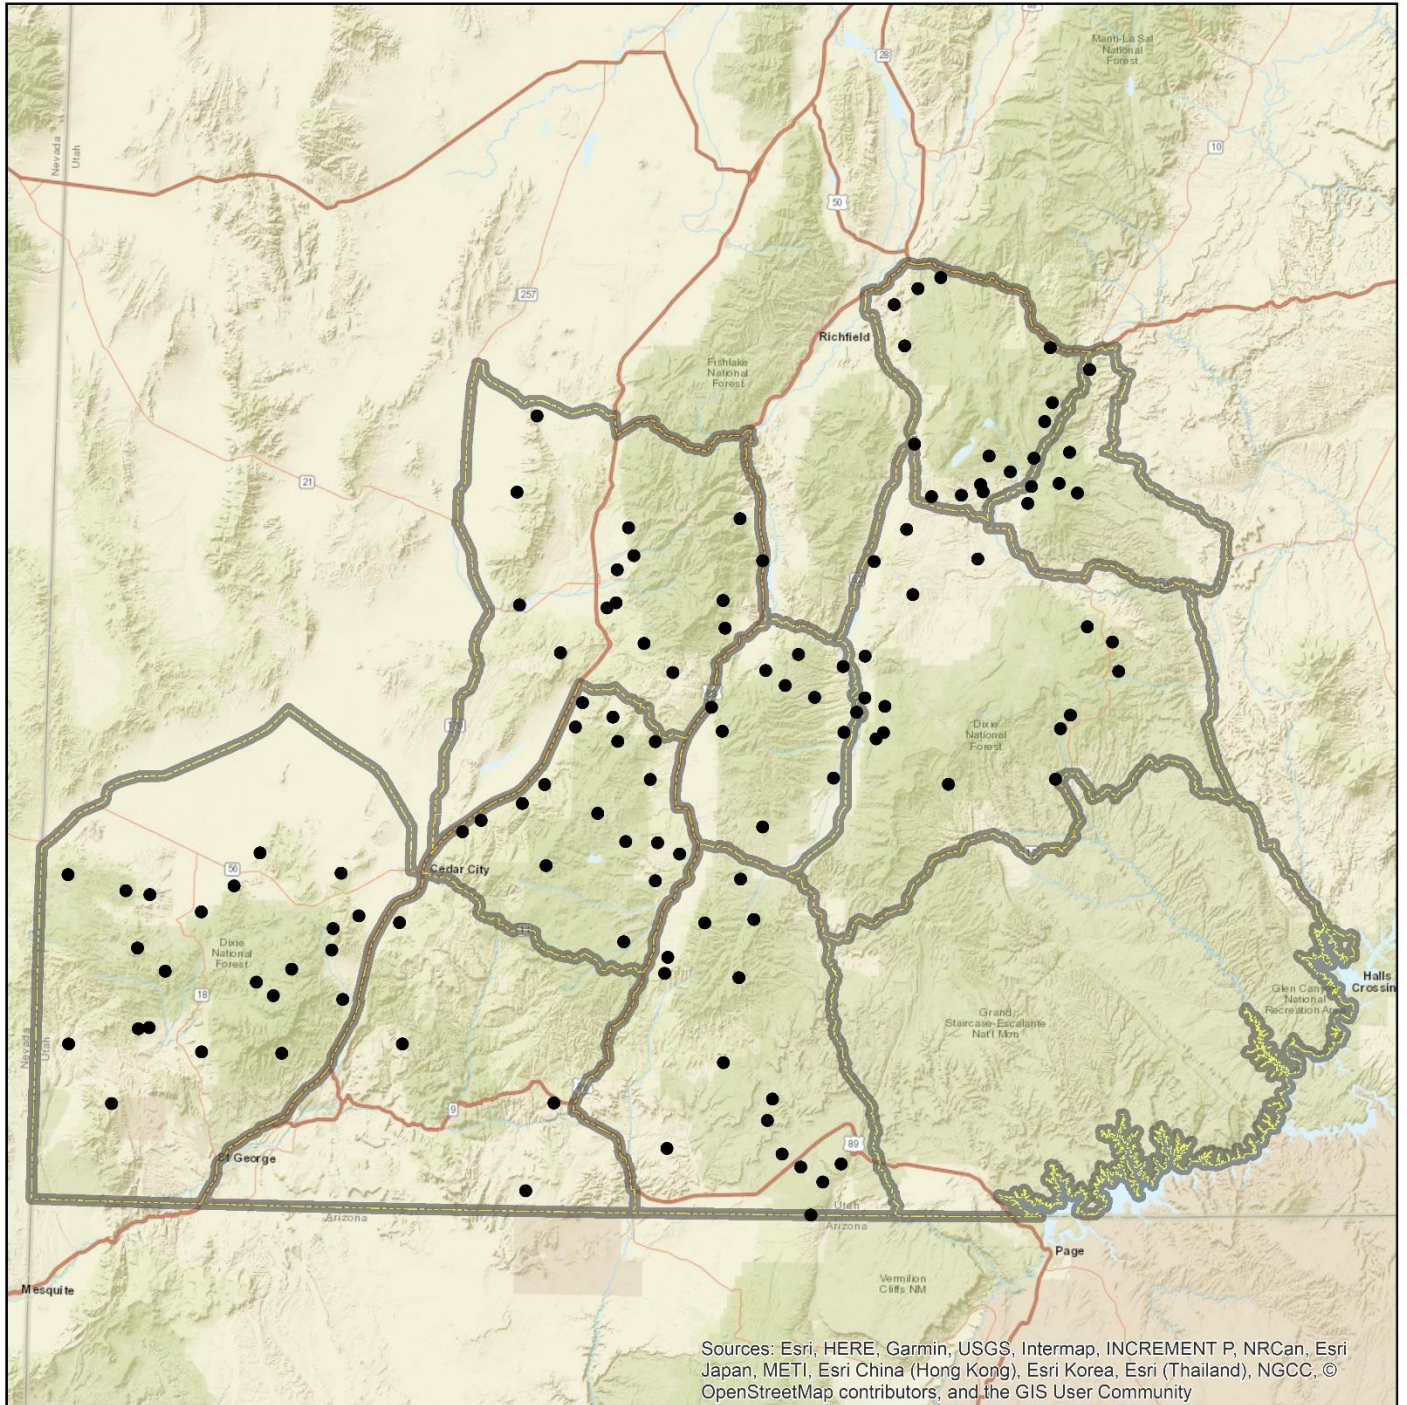 Manti-La Sal
National
Forest
28
10
Nevada
Utah
50
257
Richfield
Fishlake
National
Forest
21
Dixie
National
Forest
56
Cedar City
Dixie
National
Forest
18
Halls
Crossin
Glen Cany
National
Recreation Are
Grand
Staircase-Escalante
Nat'l Mon
Nevada
Utah
9
89
St George
Arizona
Utah
Arizona
Page
Mesquite
Vermilion
Cliffs NM
Sources: Esri, HERE, Garmin, USGS, Intermap, INCREMENT P, NRCan, Esri
Japan, METI, Esri China (Hong Kong), Esri Korea, Esri (Thailand), NGCC, ©
OpenStreetMap contributors, and the GIS User Community